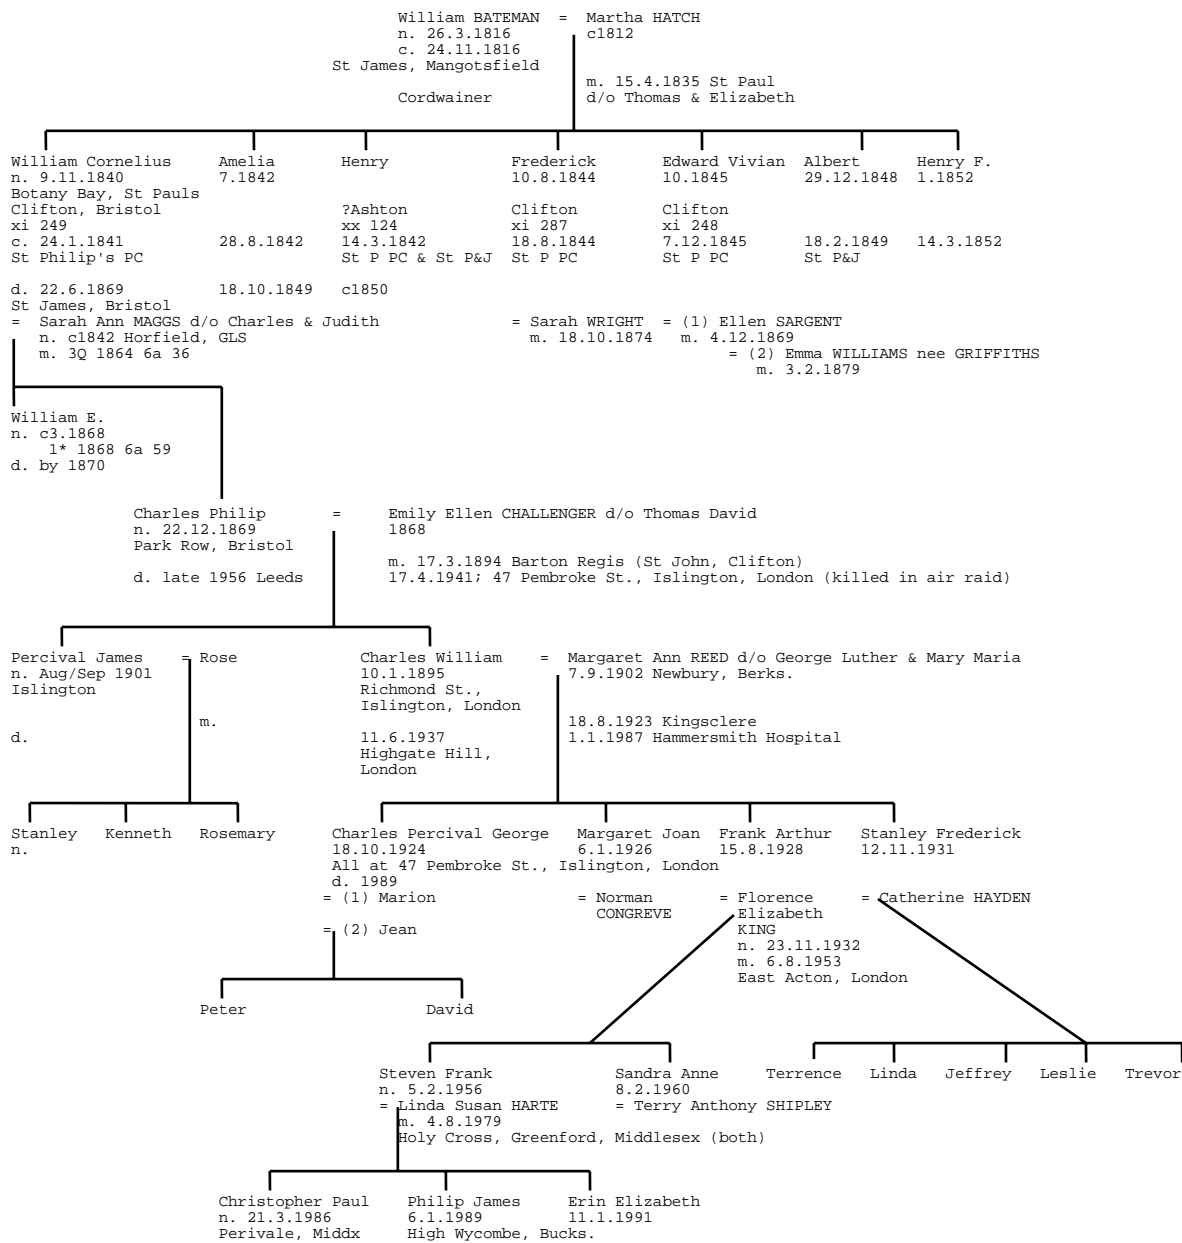 William BATEMAN = Martha HATCH
n. 26.3.1816 c1812
c. 24.11.1816
St James, Mangotsfield
m. 15.4.1835 St Paul
Cordwainer d/o Thomas & Elizabeth
William Cornelius Amelia Henry Frederick Edward Vivian Albert Henry F.
n. 9.11.1840 7.1842 10.8.1844 10.1845 29.12.1848 1.1852
Botany Bay, St Pauls
Clifton, Bristol ?Ashton Clifton Clifton
xi 249 xx 124 xi 287 xi 248
c. 24.1.1841 28.8.1842 14.3.1842 18.8.1844 7.12.1845 18.2.1849 14.3.1852
St Philip's PC St P PC & St P&J St P PC St P PC St P&J
d. 22.6.1869 18.10.1849 c1850
St James, Bristol
= Sarah Ann MAGGS d/o Charles & Judith = Sarah WRIGHT = (1) Ellen SARGENT
n. c1842 Horfield, GLS m. 18.10.1874 m. 4.12.1869
m. 3Q 1864 6a 36 = (2) Emma WILLIAMS nee GRIFFITHS
m. 3.2.1879
William E.
n. c3.1868
1* 1868 6a 59
d. by 1870
Charles Philip = Emily Ellen CHALLENGER d/o Thomas David
n. 22.12.1869 1868
Park Row, Bristol
m. 17.3.1894 Barton Regis (St John, Clifton)
d. late 1956 Leeds 17.4.1941; 47 Pembroke St., Islington, London (killed in air raid)
Percival James = Rose Charles William = Margaret Ann REED d/o George Luther & Mary Maria
n. Aug/Sep 1901 10.1.1895 7.9.1902 Newbury, Berks.
Islington Richmond St.,
Islington, London
m. 18.8.1923 Kingsclere
d. 11.6.1937 1.1.1987 Hammersmith Hospital
Highgate Hill,
London
Stanley Kenneth Rosemary Charles Percival George Margaret Joan Frank Arthur Stanley Frederick
n. 18.10.1924 6.1.1926 15.8.1928 12.11.1931
All at 47 Pembroke St., Islington, London
d. 1989
= (1) Marion = Norman = Florence = Catherine HAYDEN
CONGREVE Elizabeth
= (2) Jean KING
n. 23.11.1932
m. 6.8.1953
East Acton, London
Peter David
Steven Frank Sandra Anne Terrence Linda Jeffrey Leslie Trevor
n. 5.2.1956 8.2.1960
= Linda Susan HARTE = Terry Anthony SHIPLEY
m. 4.8.1979
Holy Cross, Greenford, Middlesex (both)
Christopher Paul Philip James Erin Elizabeth
n. 21.3.1986 6.1.1989 11.1.1991
Perivale, Middx High Wycombe, Bucks.